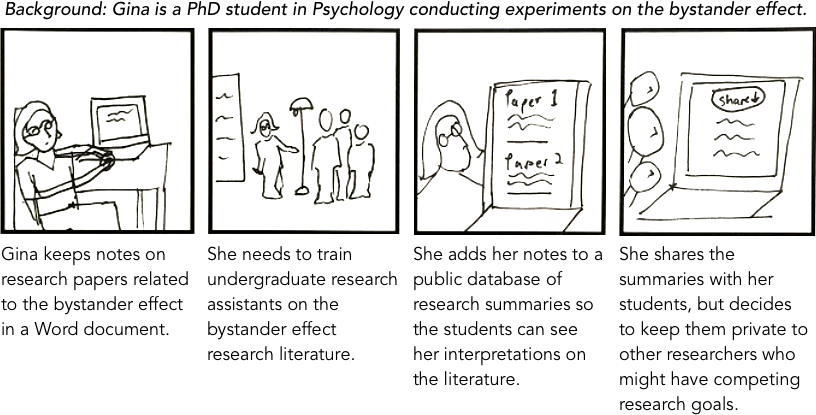 Background: Gina is a PhD student in Psychology conducting experiments on the bystander effect.
Paper 1
Paper 2
share
Gina keeps notes on
research papers related
to the bystander effect
in a Word document.
She needs to train
undergraduate research
assistants on the
bystander effect
research literature.
She adds her notes to a
public database of
research summaries so
the students can see
her interpretations on
the literature.
She shares the
summaries with her
students, but decides
to keep them private to
other researchers who
might have competing
research goals.